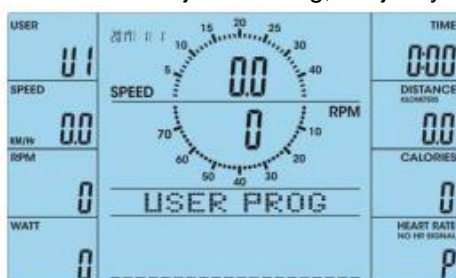 USER
U1
SPEED
KM/Hr 0.0
RPM
0
WATT
0
15 20 25
10 30
5 40
SPEED 0.0
RPM
70 0 10
60 20
50 40 30
USER PROG
TIME
0:00
DISTANCE
KILOMETERS
0.0
CALORIES
0
HEART RATE
NO HR SIGNAL
P